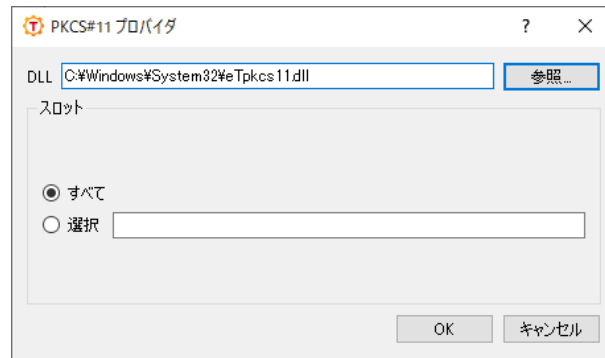 PKCS#11 プロバイダ
DLL C:¥Windows¥System32¥eTpkcs11.dll 参照...
スロット
すべて
選択
OK キャンセル